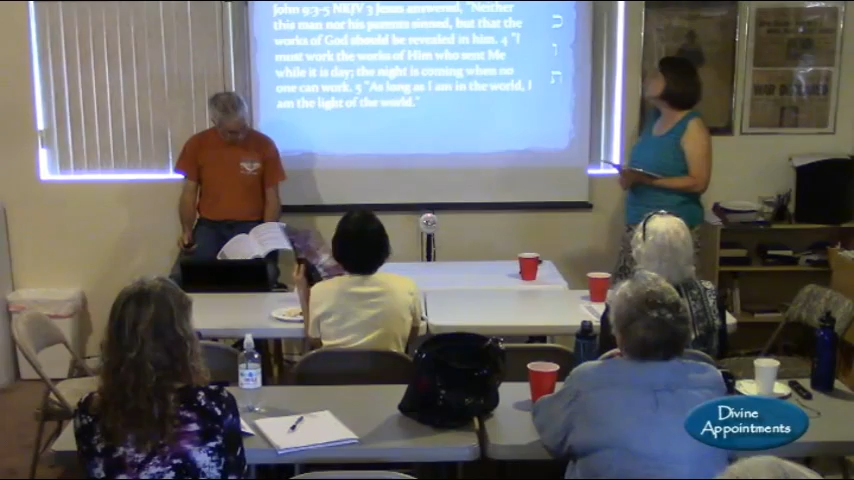 John 9:3-5 NKJV 3 Jesus answered, "Neither
this man nor his parents sinned, but that the
works of God should be revealed in him. 4 "I
must work the works of Him who sent Me
while it is day; the night is coming when no
one can work. 5 "As long as I am in the world, I
am the light of the world."
כ
ו
ת
WAR DECLARED
Divine
Appointments